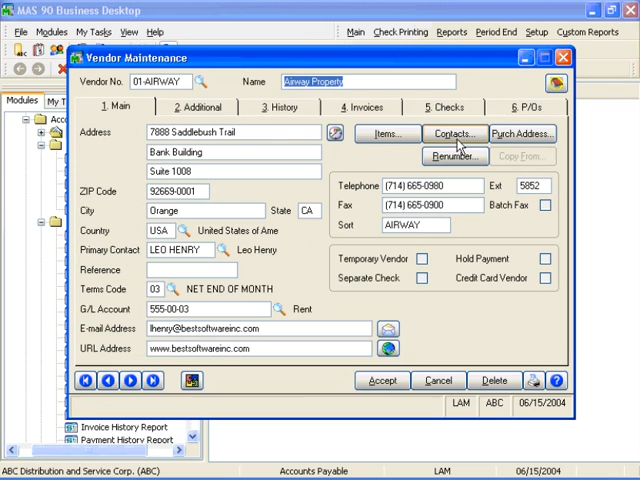 MAS 90 Business Desktop
File Modules My Tasks View Help
Main Check Printing Reports Period End Setup Custom Reports
Vendor Maintenance
Vendor No. 01-AIRWAY Name Airway Property
Modules My T
1. Main 2. Additional 3. History 4. Invoices 5. Checks 6. P/Os
Acco
Address 7888 Saddlebush Trail Items... Contacts... Purch Address...
Bank Building Renumber... Copy From...
Suite 1008
ZIP Code 92669-0001 Telephone (714) 665-0980 Ext 5852
City Orange State CA Fax (714) 665-0900 Batch Fax
Country USA United States of Ame Sort AIRWAY
Primary Contact LEO HENRY Leo Henry Temporary Vendor Hold Payment
Reference Separate Check Credit Card Vendor
Terms Code 03 NET END OF MONTH
G/L Account 555-00-03 Rent
E-mail Address lhenry@bestsoftwareinc.com
URL Address www.bestsoftwareinc.com
Accept Cancel Delete
LAM ABC 06/15/2004
Invoice History Report
Payment History Report
ABC Distribution and Service Corp. (ABC) Accounts Payable LAM 06/15/2004